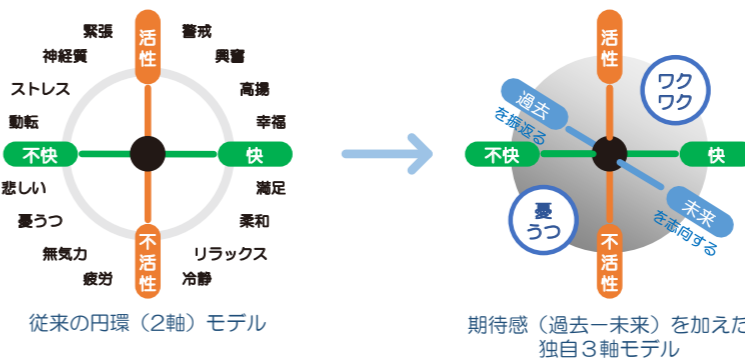 緊張
活性
警戒
神経質
興奮
ストレス
高揚
動転
幸福
不快
快
悲しい
満足
憂うつ
柔和
無気力
不活性
リラックス
疲労
冷静
従来の円環（2軸）モデル
活性
ワク
ワク
過去
を振返る
不快
快
憂
うつ
未来
を志向する
不活性
期待感（過去ー未来）を加えた
独自３軸モデル